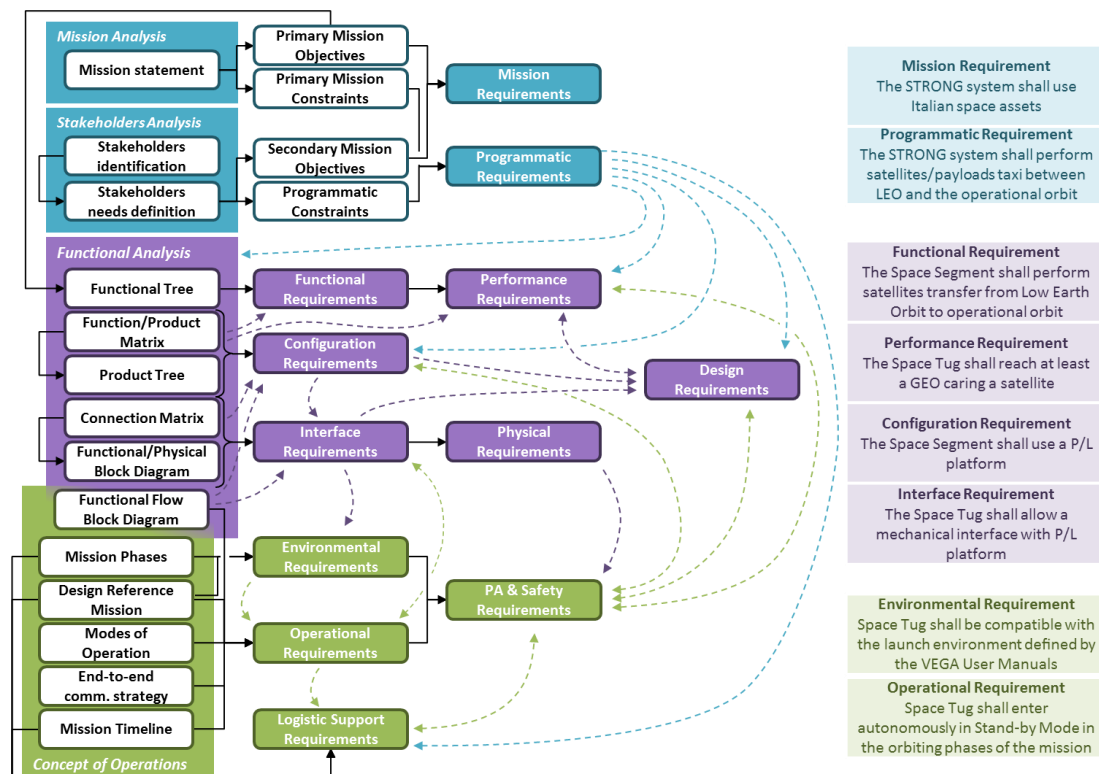 Mission Analysis
Mission statement
Primary Mission
Objectives
Primary Mission
Constraints
Mission
Requirements
Stakeholders Analysis
Stakeholders
identification
Stakeholders
needs definition
Secondary Mission
Objectives
Programmatic
Constraints
Programmatic
Requirements
Functional Analysis
Functional Tree
Functional
Requirements
Performance
Requirements
Function/Product
Matrix
Product Tree
Configuration
Requirements
Design
Requirements
Connection Matrix
Functional/Physical
Block Diagram
Interface
Requirements
Physical
Requirements
Functional Flow
Block Diagram
Mission Phases
Design Reference
Mission
Modes of
Operation
End-to-end
comm. strategy
Mission Timeline
Concept of Operations
Environmental
Requirements
Operational
Requirements
PA & Safety
Requirements
Logistic Support
Requirements
Mission Requirement
The STRONG system shall use
Italian space assets
Programmatic Requirement
The STRONG system shall perform
satellites/payloads taxi between
LEO and the operational orbit
Functional Requirement
The Space Segment shall perform
satellites transfer from Low Earth
Orbit to operational orbit
Performance Requirement
The Space Tug shall reach at least
a GEO caring a satellite
Configuration Requirement
The Space Segment shall use a P/L
platform
Interface Requirement
The Space Tug shall allow a
mechanical interface with P/L
platform
Environmental Requirement
Space Tug shall be compatible with
the launch environment defined by
the VEGA User Manuals
Operational Requirement
Space Tug shall enter
autonomously in Stand-by Mode in
the orbiting phases of the mission